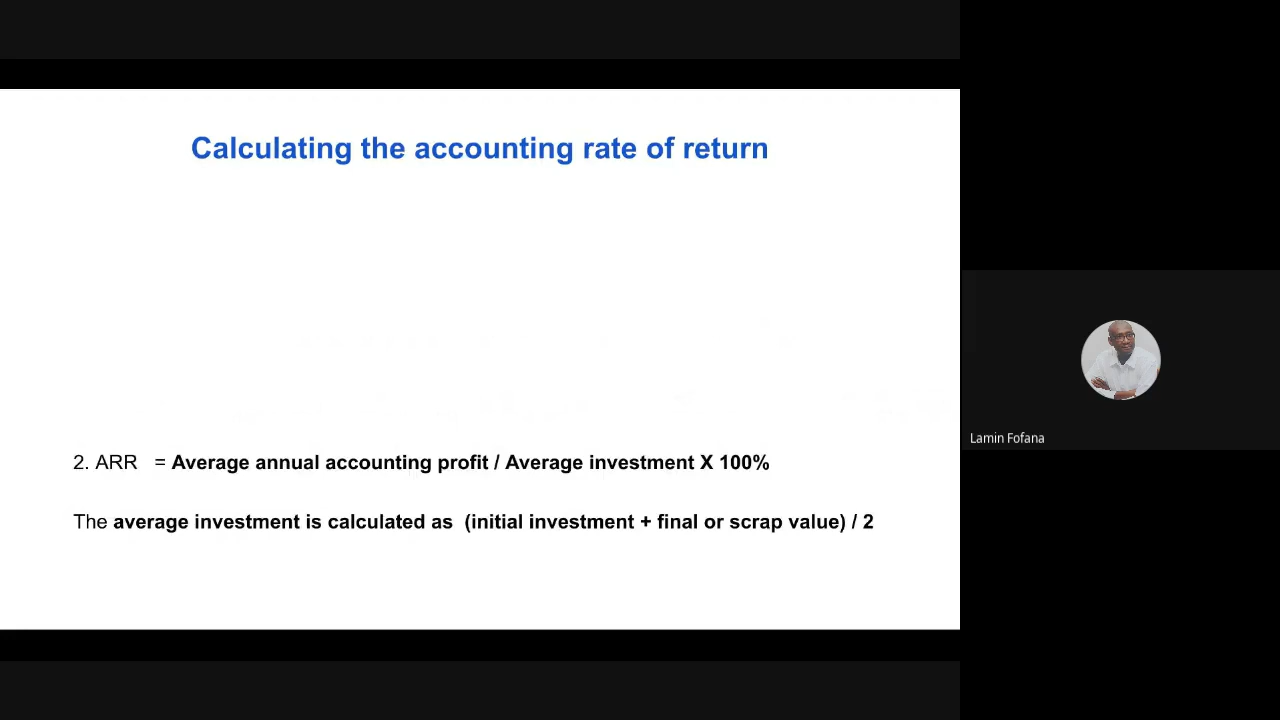 Calculating the accounting rate of return
2. ARR = Average annual accounting profit / Average investment X 100%
The average investment is calculated as (initial investment + final or scrap value) / 2
Lamin Fofana